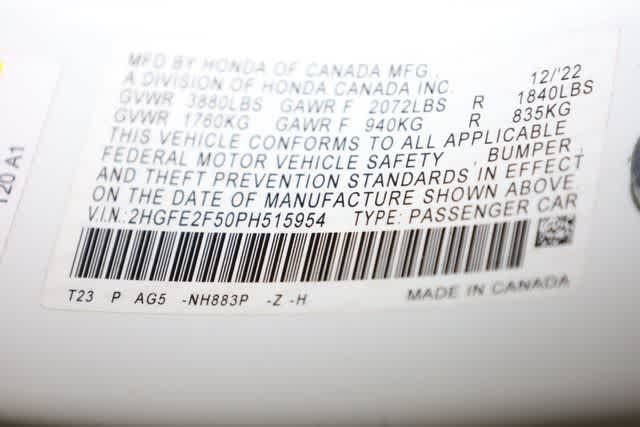 MFD BY HONDA OF CANADA MFG.,
A DIVISION OF HONDA CANADA INC. 12/'22
GVWR 3880LBS GAWR F 2072LBS R 1840LBS
GVWR 1760KG GAWR F 940KG R 835KG
THIS VEHICLE CONFORMS TO ALL APPLICABLE
FEDERAL MOTOR VEHICLE SAFETY , BUMPER,
AND THEFT PREVENTION STANDARDS IN EFFECT
ON THE DATE OF MANUFACTURE SHOWN ABOVE.
V.I.N.:2HGFE2F50PH515954 TYPE: PASSENGER CAR
T23 P AG5 -NH883P -Z -H MADE IN CANADA
120 A1